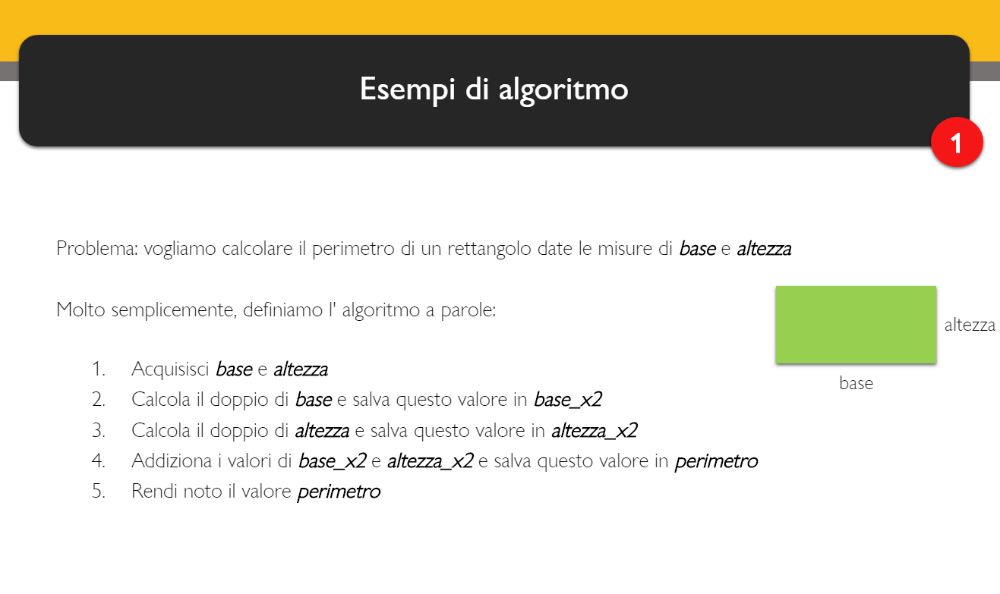 Esempi di algoritmo
1
Problema: vogliamo calcolare il perimetro di un rettangolo date le misure di base e altezza
Molto semplicemente, definiamo l' algoritmo a parole:
altezza
base
1. Acquisisci base e altezza
2. Calcola il doppio di base e salva questo valore in base_x2
3. Calcola il doppio di altezza e salva questo valore in altezza_x2
4. Addiziona i valori di base_x2 e altezza_x2 e salva questo valore in perimetro
5. Rendi noto il valore perimetro